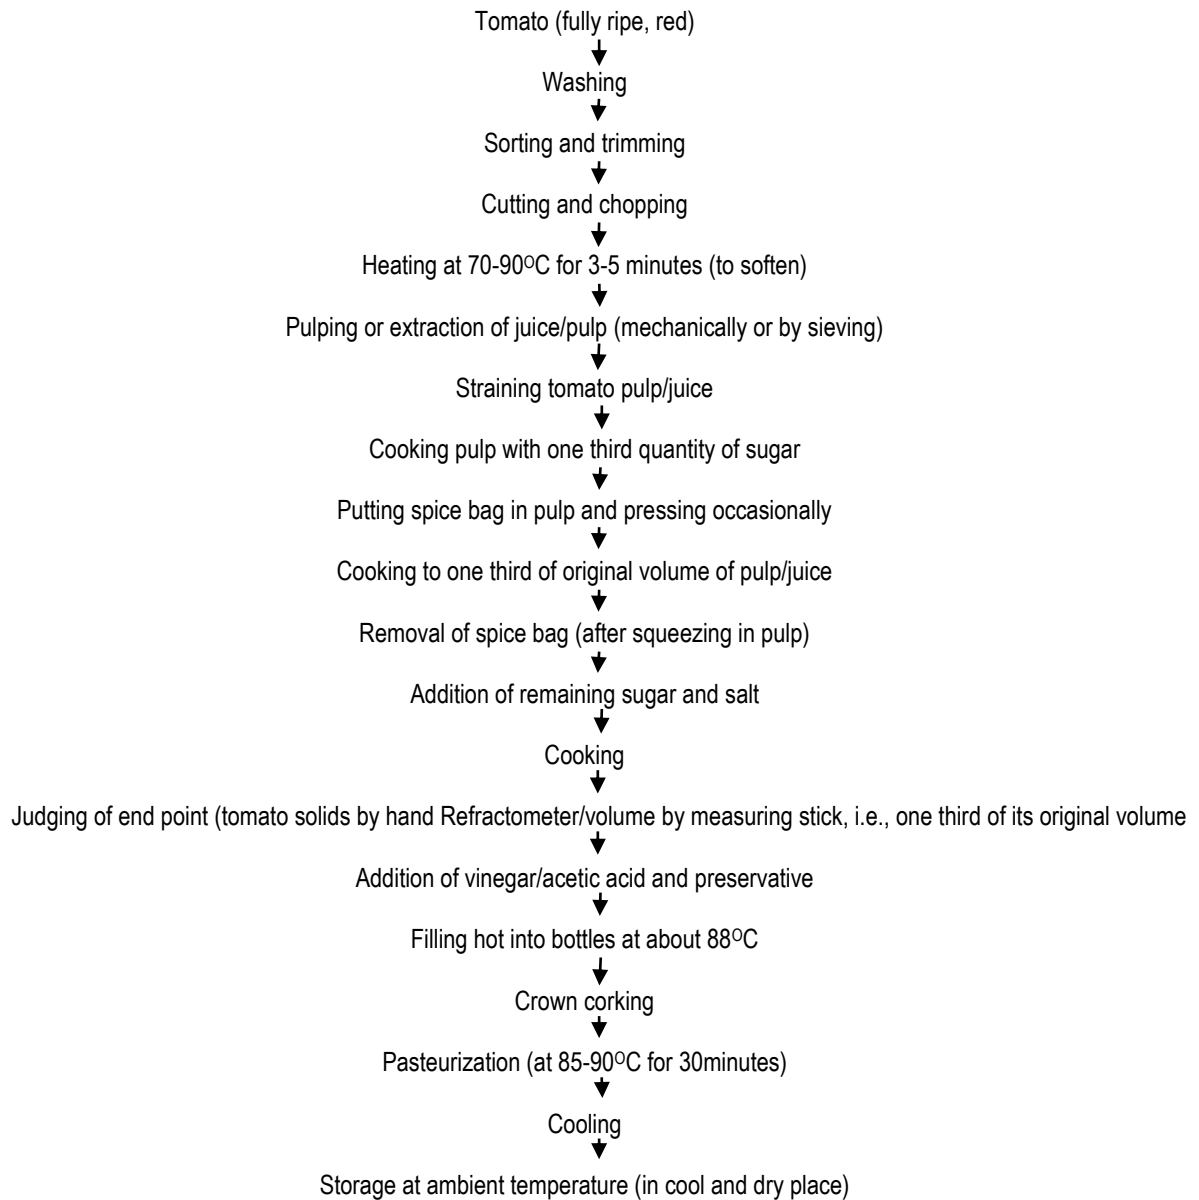 Tomato (fully ripe, red)
Washing
Sorting and trimming
Cutting and chopping
Heating at 70-90ᴼC for 3-5 minutes (to soften)
Pulping or extraction of juice/pulp (mechanically or by sieving)
Straining tomato pulp/juice
Cooking pulp with one third quantity of sugar
Putting spice bag in pulp and pressing occasionally
Cooking to one third of original volume of pulp/juice
Removal of spice bag (after squeezing in pulp)
Addition of remaining sugar and salt
Cooking
Judging of end point (tomato solids by hand Refractometer/volume by measuring stick, i.e., one third of its original volume
Addition of vinegar/acetic acid and preservative
Filling hot into bottles at about 88ᴼC
Crown corking
Pasteurization (at 85-90ᴼC for 30minutes)
Cooling
Storage at ambient temperature (in cool and dry place)